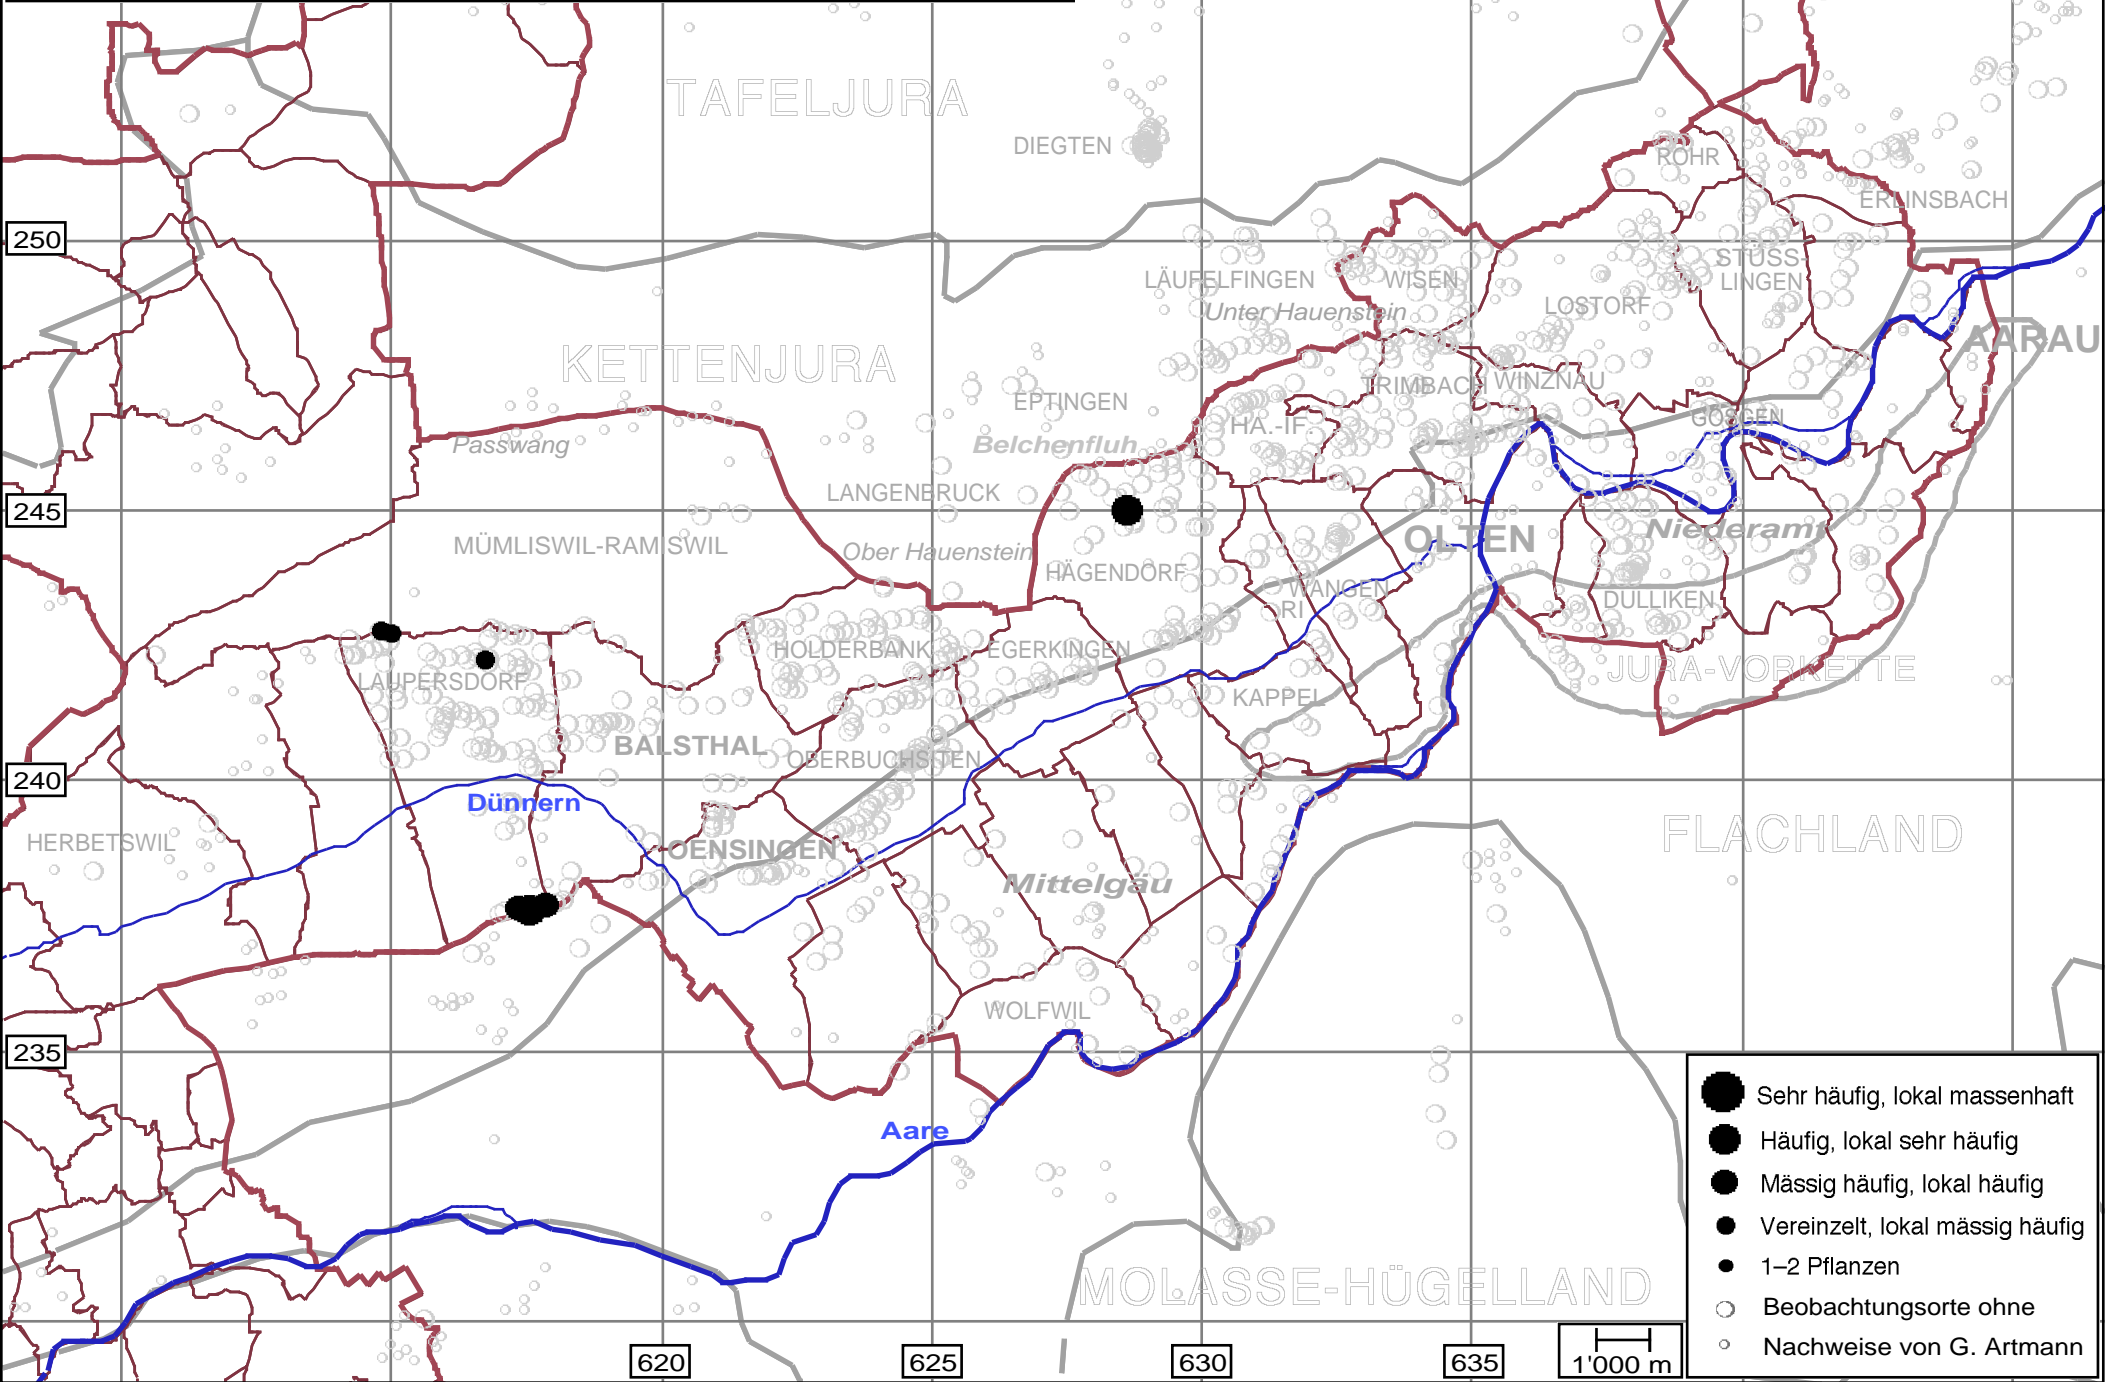 TAFELJURA
DIEGTEN
ROHR
ERLINSBACH
250
STÜSS-
LINGEN
LÄUFELFINGEN
WISEN
LOSTORF
Unter Hauenstein
AARAU
KETTENJURA
TRIMBACH
WINZNAU
EPTINGEN
GÖSGEN
HA.-IF.
Passwang
Belchenfluh
LANGENBRUCK
245
Niederamt
OLTEN
MÜMLISWIL-RAMISWIL
Ober Hauenstein
HÄGENDORF
WANGEN
RI.
DULLIKEN
HOLDERBANK
EGERKINGEN
JURA-VORKETTE
LAUPERSDORF
KAPPEL
BALSTHAL
OBERBUCHSITEN
240
Dünnern
HERBETSWIL
OENSINGEN
FLACHLAND
Mittelgäu
WOLFWIL
235
Aare
MOLASSE-HÜGELLAND
620
625
630
635
1'000 m
Sehr häufig, lokal massenhaft
Häufig, lokal sehr häufig
Mässig häufig, lokal häufig
Vereinzelt, lokal mässig häufig
1–2 Pflanzen
Beobachtungsorte ohne
Nachweise von G. Artmann